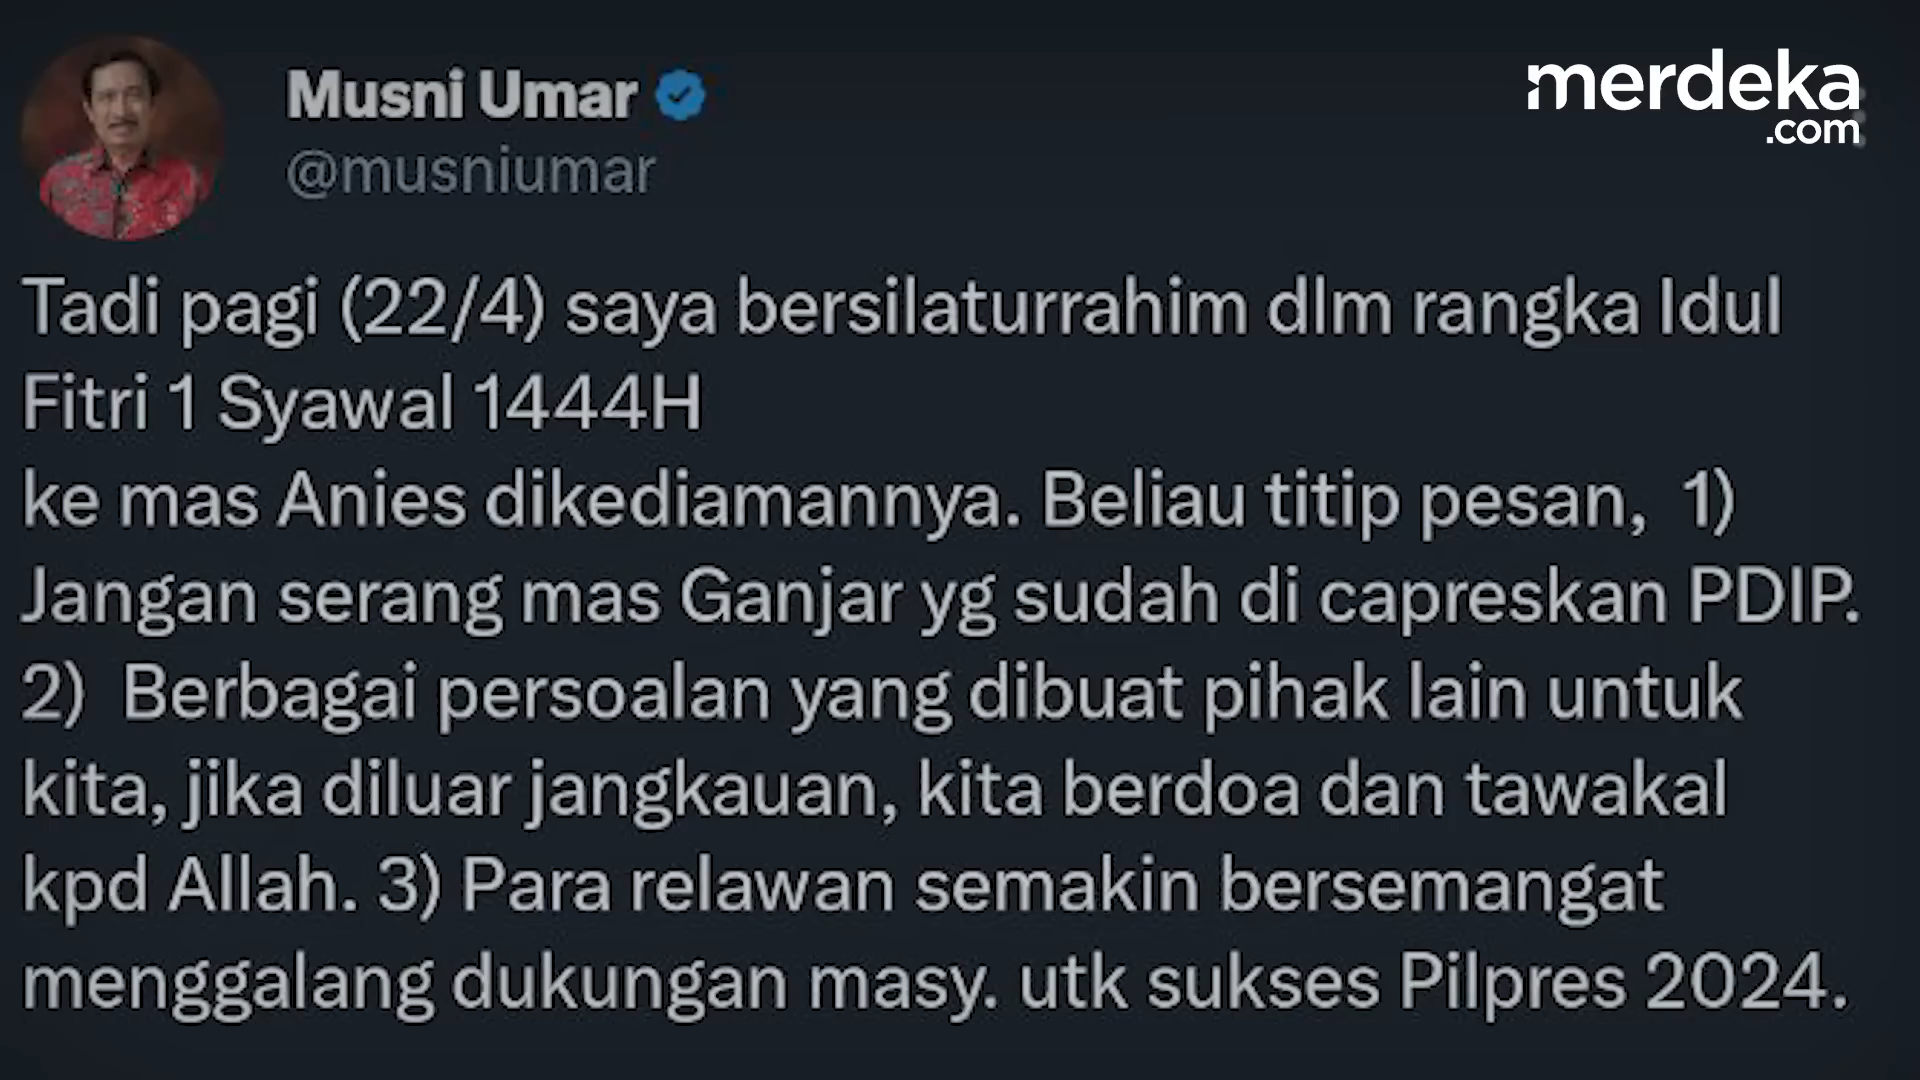 Musni Umar
@musniumar
merdeka
.com
Tadi pagi (22/4) saya bersilaturrahim dlm rangka Idul
Fitri 1 Syawal 1444H
ke mas Anies dikediamannya. Beliau titip pesan,  1)
Jangan serang mas Ganjar yg sudah di capreskan PDIP.
2)  Berbagai persoalan yang dibuat pihak lain untuk
kita, jika diluar jangkauan, kita berdoa dan tawakal
kpd Allah. 3) Para relawan semakin bersemangat
menggalang dukungan masy. utk sukses Pilpres 2024.